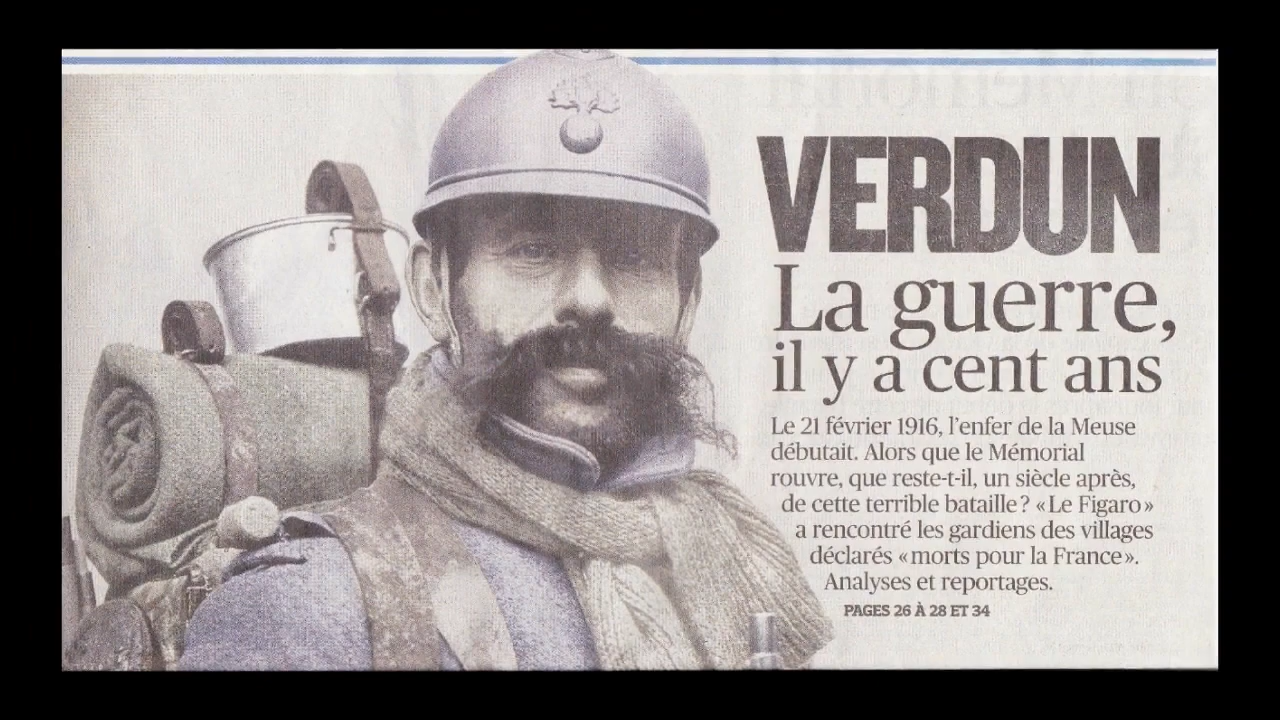 VERDUN
La guerre,
il y a cent ans
Le 21 février 1916, l'enfer de la Meuse
débutait. Alors que le Mémorial
rouvre, que reste-t-il, un siècle après,
de cette terrible bataille ? «Le Figaro»
a rencontré les gardiens des villages
déclarés «morts pour la France».
Analyses et reportages.
PAGES 26 À 28 ET 34